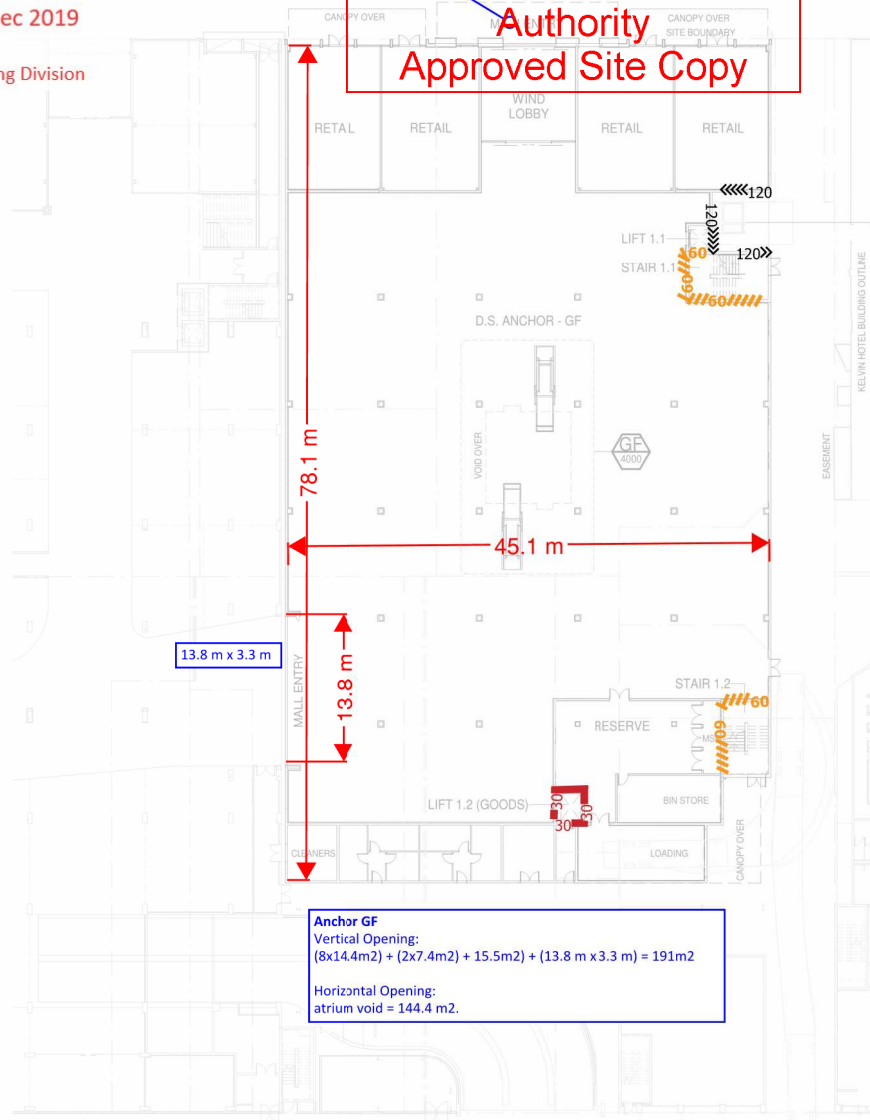 ec 2019
ng Division
Authority
Approved Site Copy
CANOPY OVER
MALL ENTRY
CANOPY OVER
SITE BOUNDARY
WIND
LOBBY
RETAL
RETAIL
RETAIL
RETAIL
120
120
120
LIFT 1.1
STAIR 1.1
60
60
60
D.S. ANCHOR - GF
KELVIN HOTEL BUILDING OUTLINE
EASEMENT
VOID OVER
GF
4000
78.1 m
45.1 m
13.8 m x 3.3 m
MALL ENTRY
13.8 m
STAIR 1.2
60
60
RESERVE
LIFT 1.2 (GOODS)
30
30
30
BIN STORE
CLEANERS
LOADING
CANOPY OVER
Anchor GF
Vertical Opening:
(8x14.4m2) + (2x7.4m2) + 15.5m2) + (13.8 m x 3.3 m) = 191m2
Horizontal Opening:
atrium void = 144.4 m2.